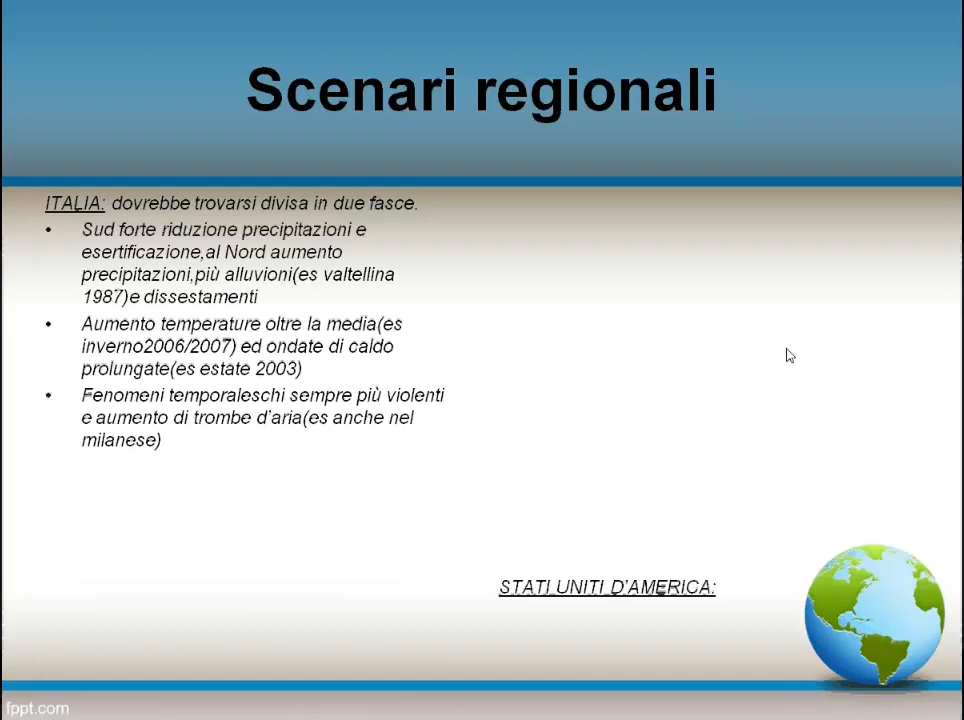 Scenari regionali
ITALIA: dovrebbe trovarsi divisa in due fasce.
• Sud forte riduzione precipitazioni e
esertificazione,al Nord aumento
precipitazioni,più alluvioni(es valtellina
1987)e dissestamenti
• Aumento temperature oltre la media(es
inverno2006/2007) ed ondate di caldo
prolungate(es estate 2003)
• Fenomeni temporaleschi sempre più violenti
e aumento di trombe d'aria(es anche nel
milanese)
STATI UNITI D'AMERICA:
fppt.com